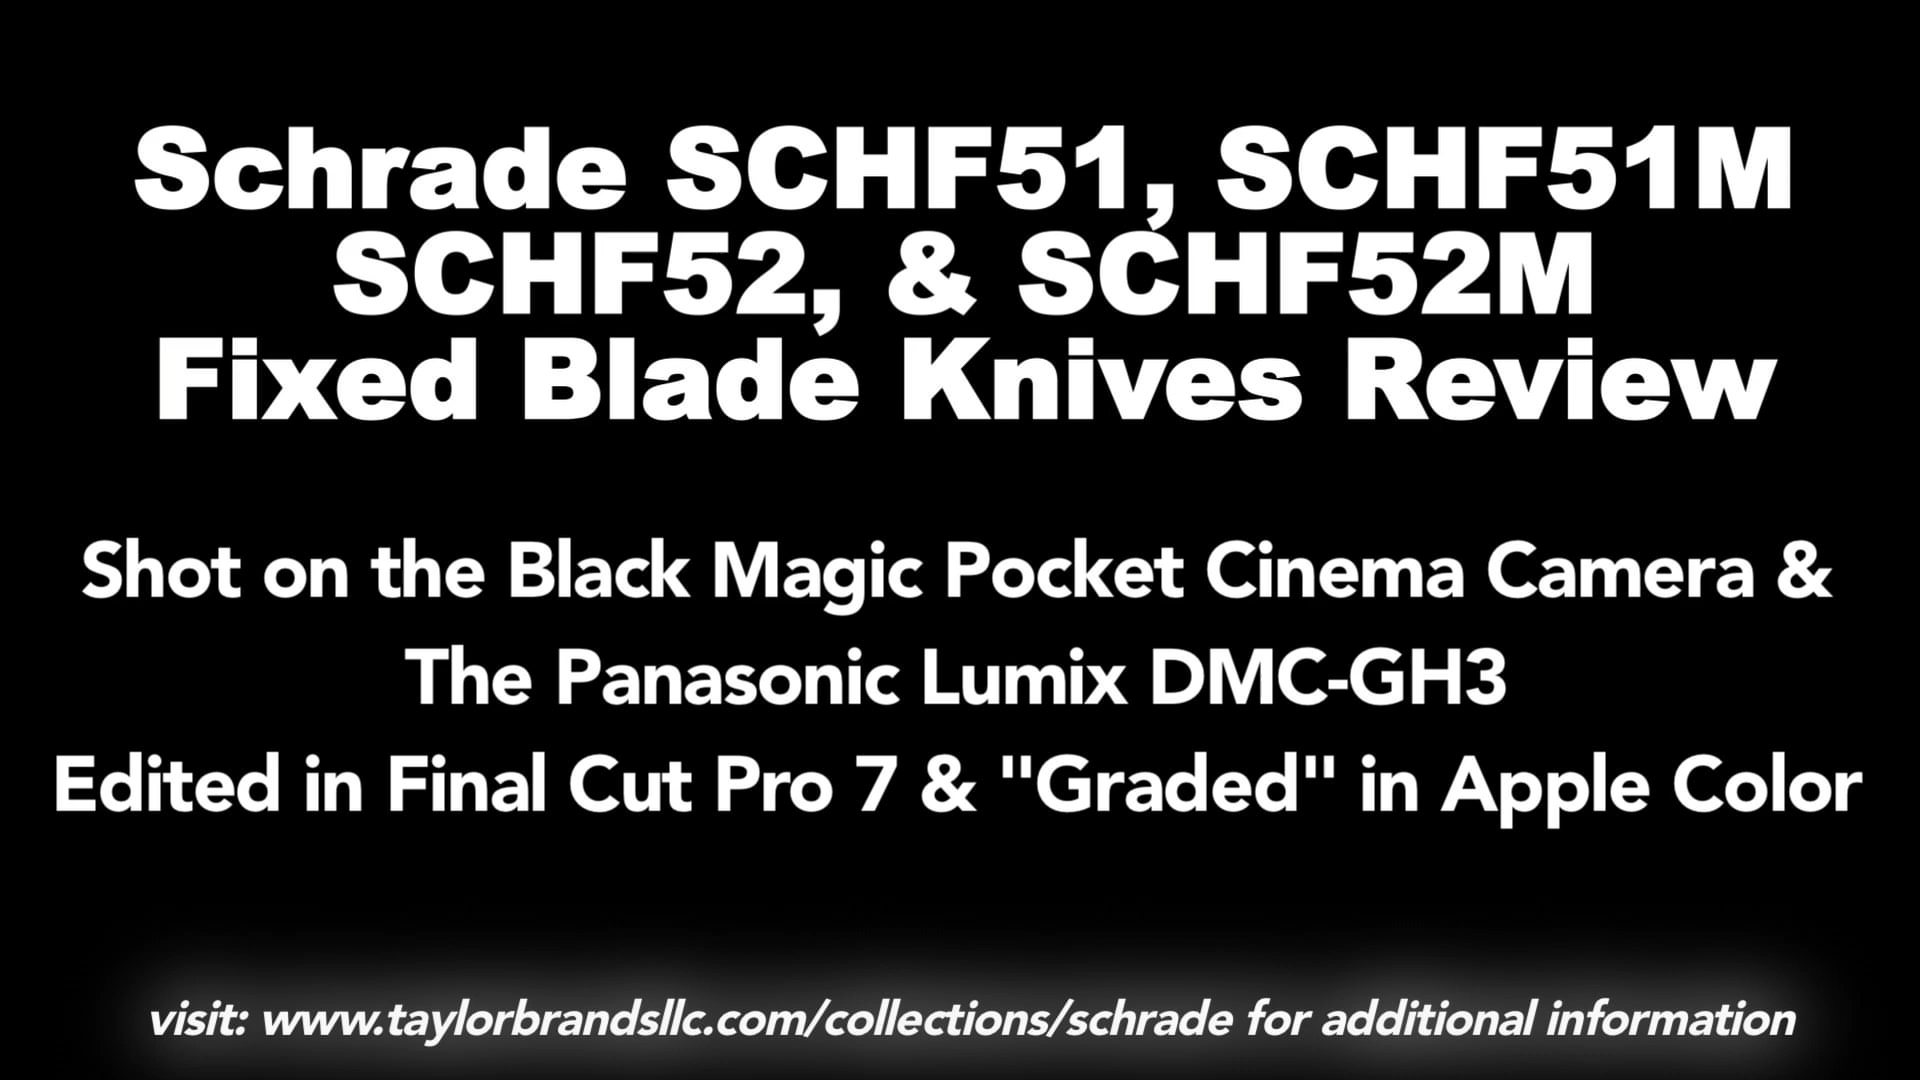 Schrade SCHF51, SCHF51M
SCHF52, & SCHF52M
Fixed Blade Knives Review
Shot on the Black Magic Pocket Cinema Camera &
The Panasonic Lumix DMC-GH3
Edited in Final Cut Pro 7 & "Graded" in Apple Color
visit: www.taylorbrandsllc.com/collections/schrade for additional information